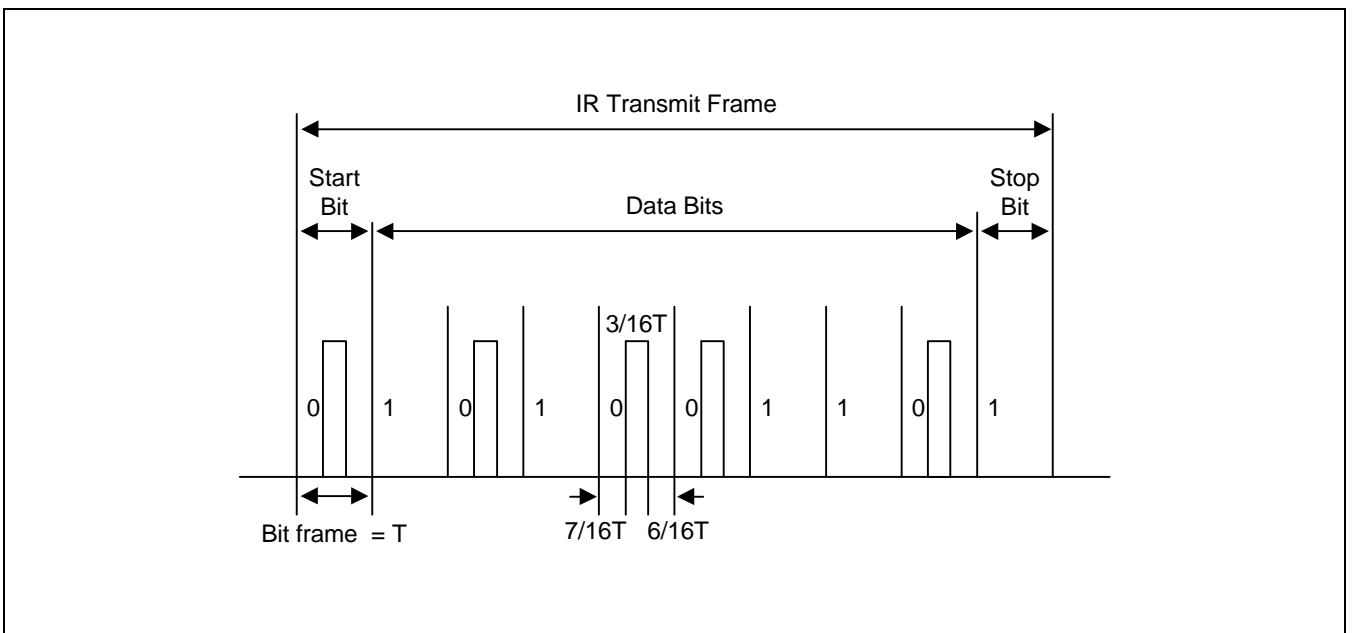 IR Transmit Frame
Start
Bit
Data Bits
Stop
Bit
3/16T
0 1 0 1 0 0 1 1 0 1
7/16T 6/16T
Bit frame = T